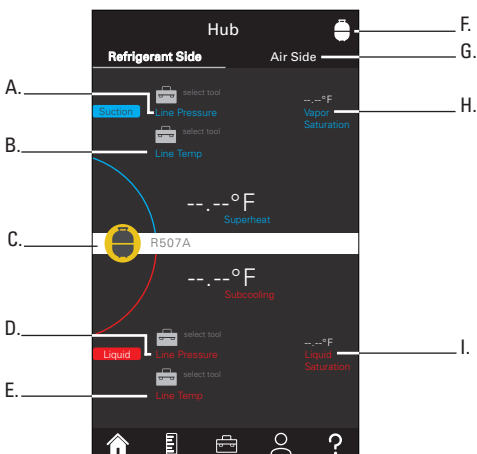 Hub
F.
Refrigerant Side
Air Side
G.
A.
select tool
Suction
Line Pressure
--.--°F
Vapor
Saturation
H.
select tool
B.
Line Temp
--.--°F
Superheat
C.
R507A
--.--°F
Subcooling
D.
select tool
Liquid
Line Pressure
--.--°F
Liquid
Saturation
I.
select tool
E.
Line Temp
?